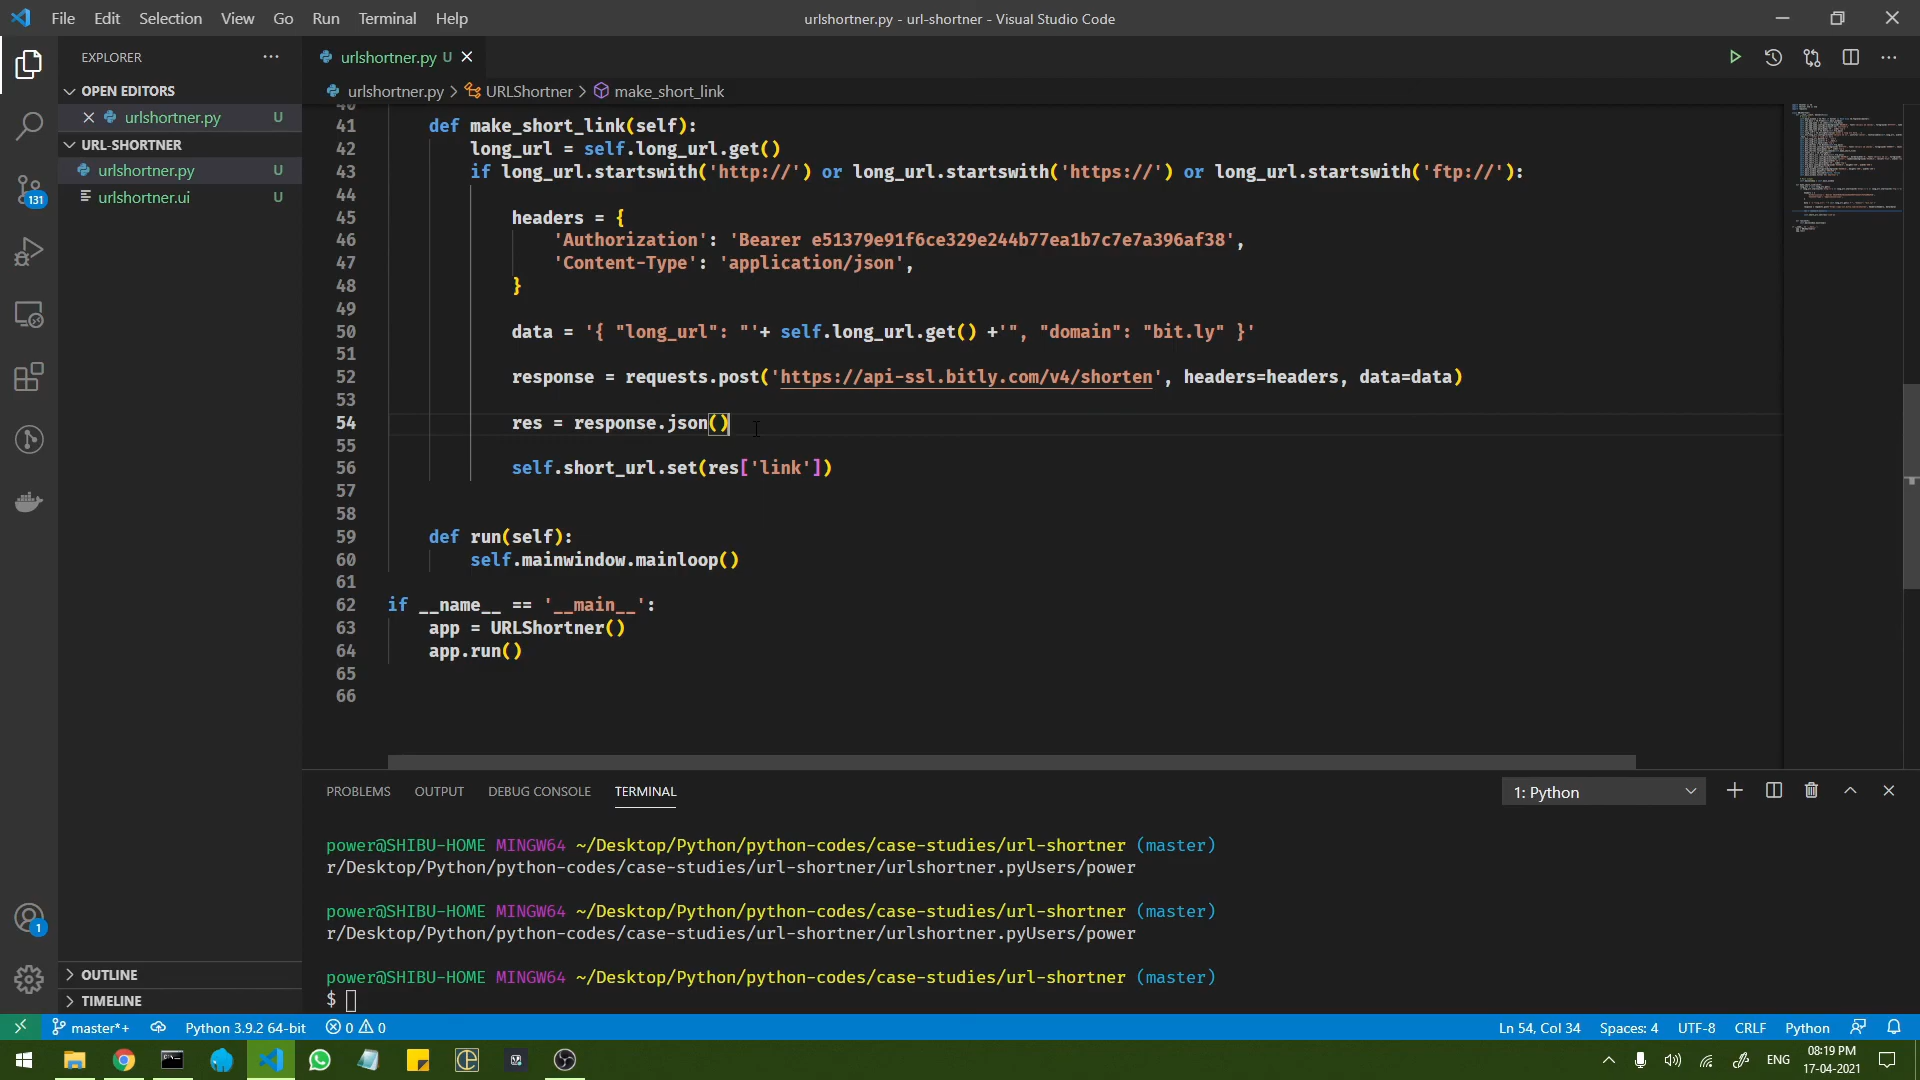 File Edit Selection View Go Run Terminal Help
urlshortner.py - url-shortner - Visual Studio Code
EXPLORER
OPEN EDITORS
urlshortner.py U
URL-SHORTNER
urlshortner.py U
urlshortner.ui U
131
1
OUTLINE
TIMELINE
urlshortner.py U
urlshortner.py > URLShortner > make_short_link
40
41 def make_short_link(self):
42 long_url = self.long_url.get()
43 if long_url.startswith('http://') or long_url.startswith('https://') or long_url.startswith('ftp://'):
44
45 headers = {
46 'Authorization': 'Bearer e51379e91f6ce329e244b77ea1b7c7e7a396af38',
47 'Content-Type': 'application/json',
48 }
49
50 data = '{ "long_url": "'+ self.long_url.get() +'", "domain": "bit.ly" }'
51
52 response = requests.post('https://api-ssl.bitly.com/v4/shorten', headers=headers, data=data)
53
54 res = response.json()
55
56 self.short_url.set(res['link'])
57
58
59 def run(self):
60 self.mainwindow.mainloop()
61
62 if __name__ == '__main__':
63 app = URLShortner()
64 app.run()
65
66
PROBLEMS OUTPUT DEBUG CONSOLE TERMINAL
1: Python
power@SHIBU-HOME MINGW64 ~/Desktop/Python/python-codes/case-studies/url-shortner (master)
r/Desktop/Python/python-codes/case-studies/url-shortner/urlshortner.pyUsers/power
power@SHIBU-HOME MINGW64 ~/Desktop/Python/python-codes/case-studies/url-shortner (master)
r/Desktop/Python/python-codes/case-studies/url-shortner/urlshortner.pyUsers/power
power@SHIBU-HOME MINGW64 ~/Desktop/Python/python-codes/case-studies/url-shortner (master)
$
master*+ Python 3.9.2 64-bit 0 0
Ln 54, Col 34 Spaces: 4 UTF-8 CRLF Python
ENG
08:19 PM
17-04-2021